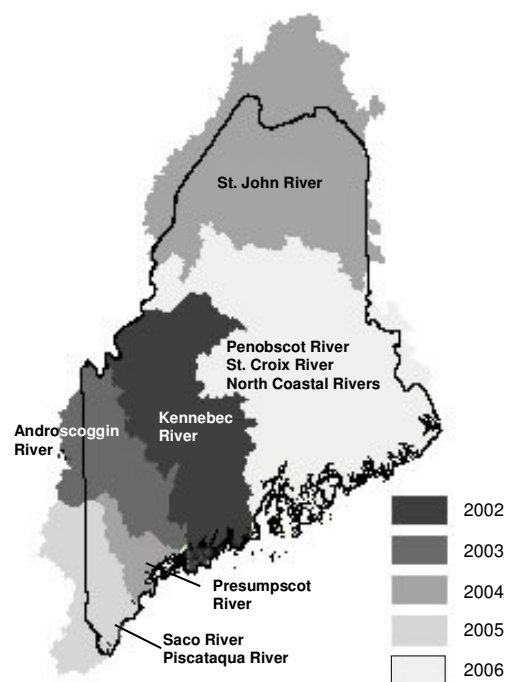 St. John River
Penobscot River
St. Croix River
North Coastal Rivers
Kennebec
River
Androscoggin
River
Presumpscot
River
Saco River
Piscataqua River
2002
2003
2004
2005
2006